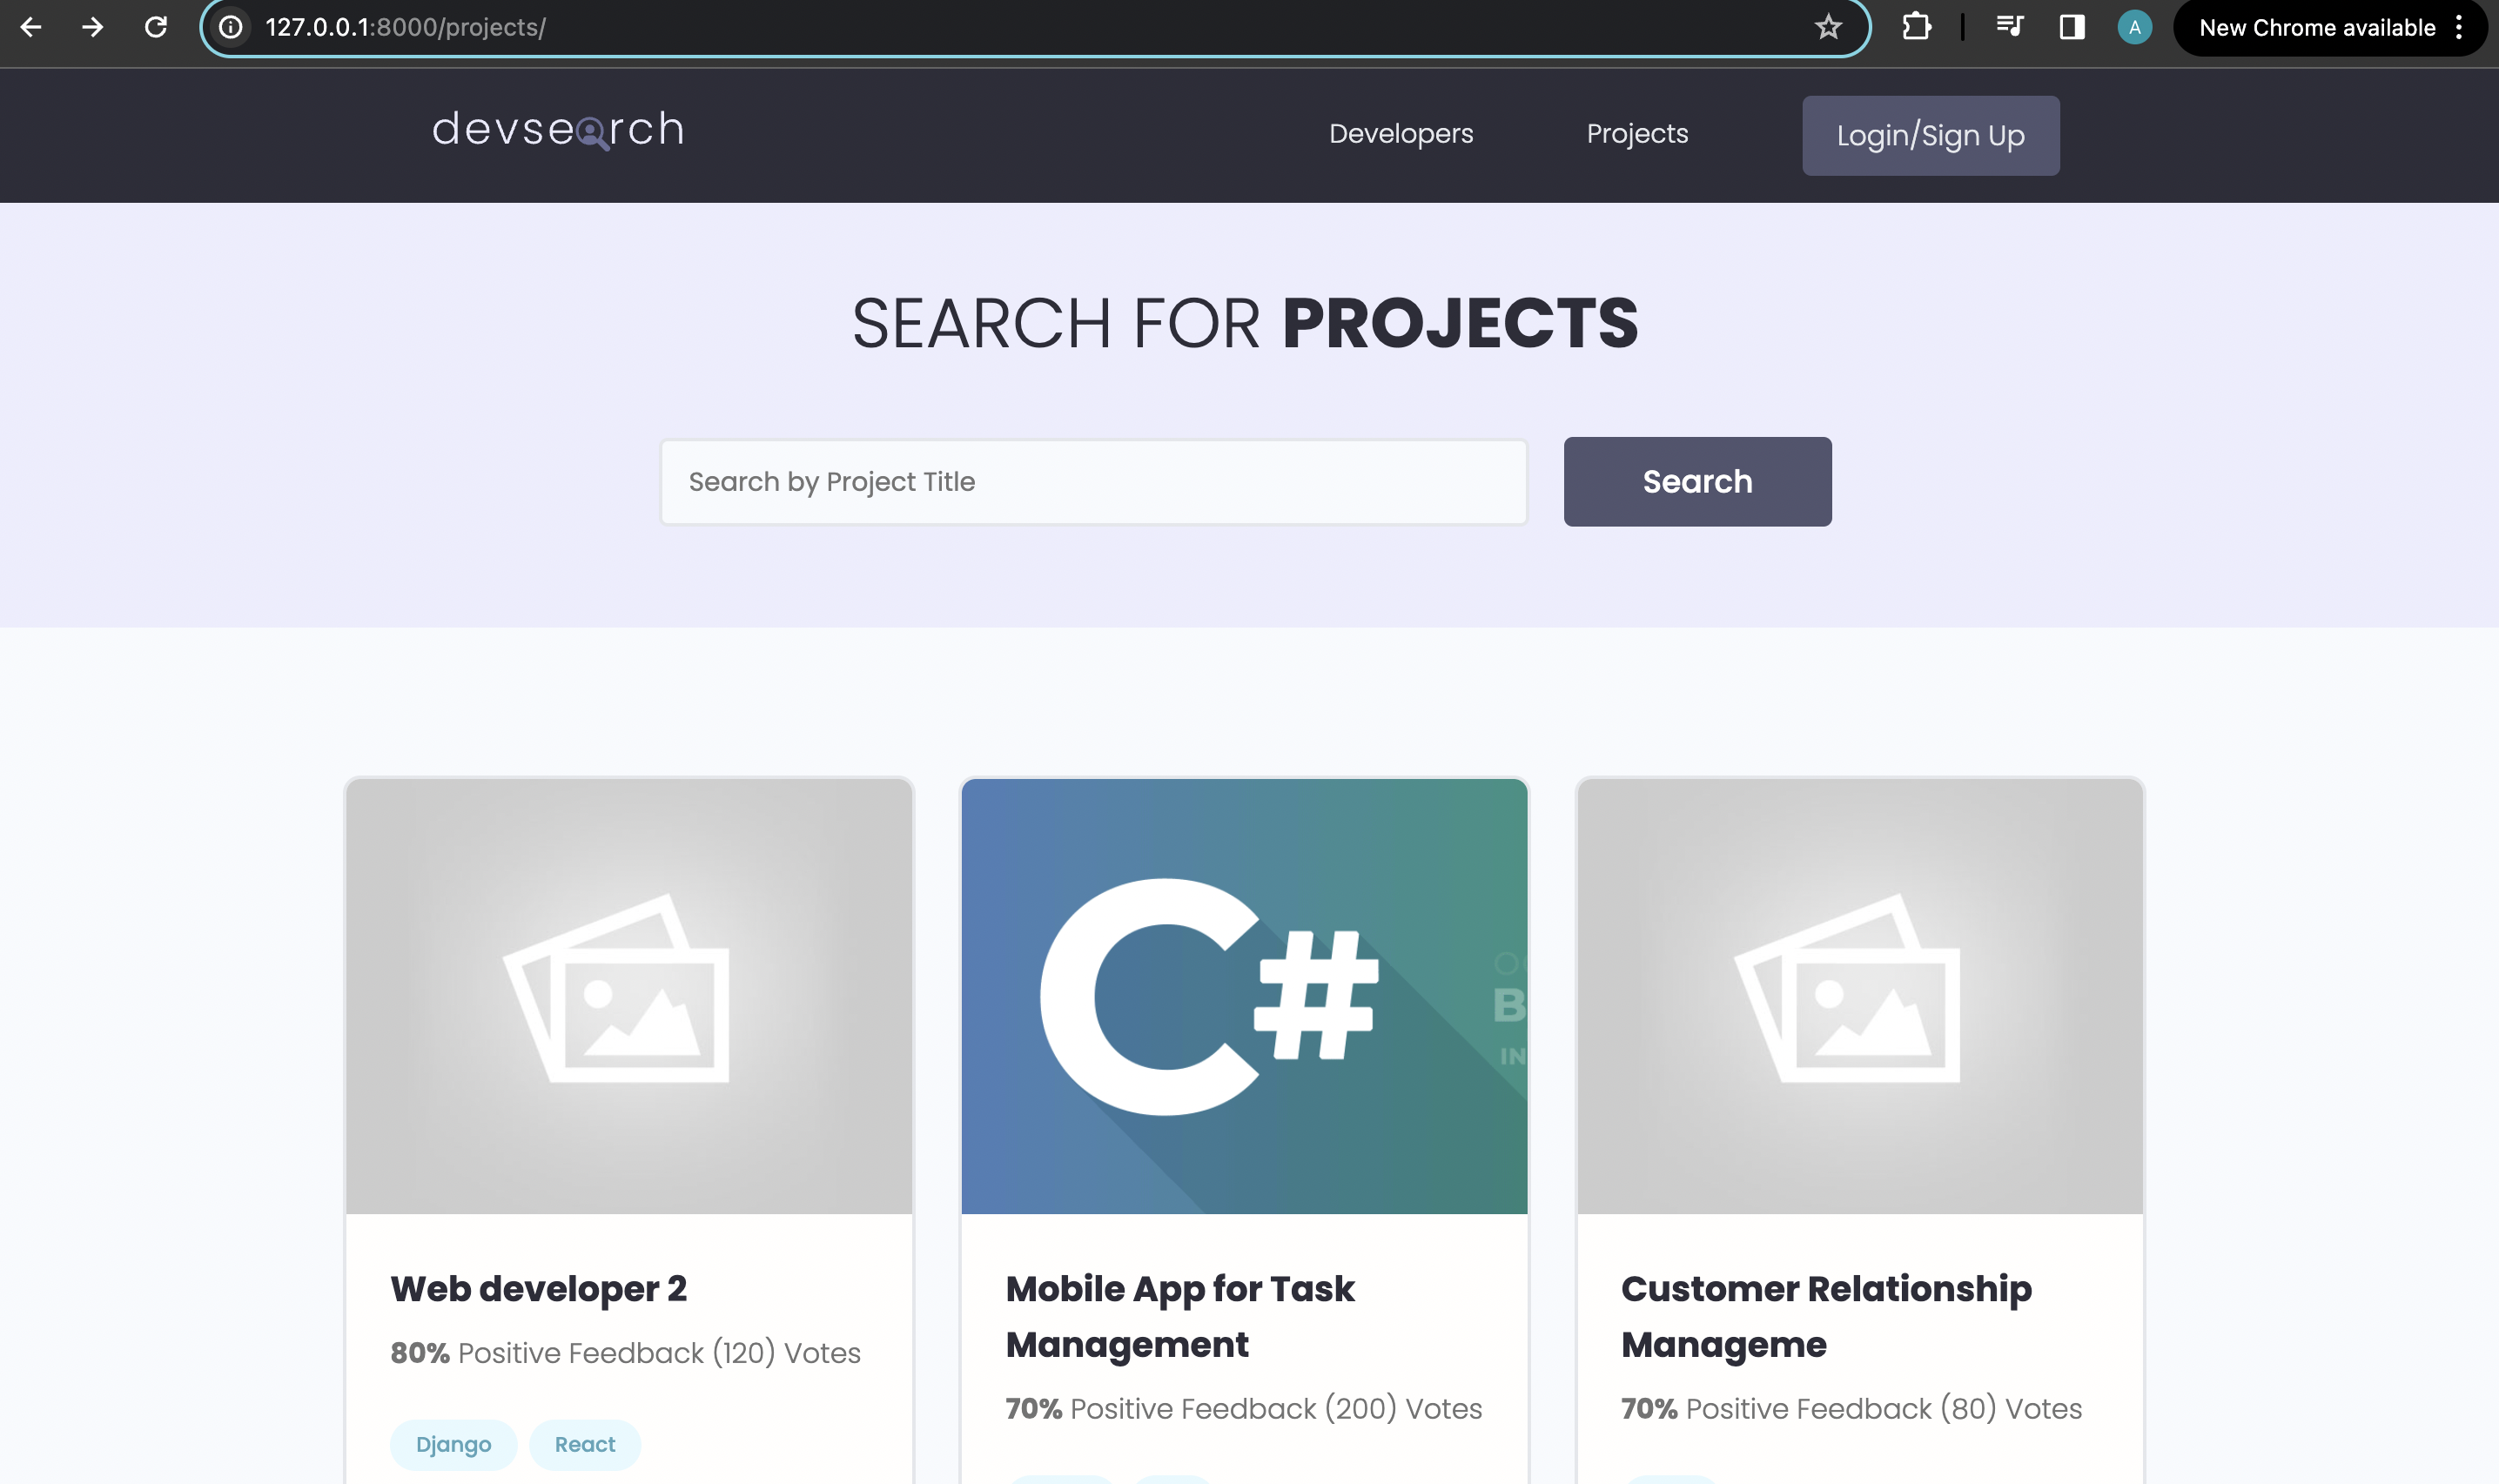 127.0.0.1:8000/projects/
A
New Chrome available
devsearch
Developers
Projects
Login/Sign Up
SEARCH FOR PROJECTS
Search by Project Title
Search
C#
B
IN
Web developer 2
80% Positive Feedback (120) Votes
Django
React
Mobile App for Task
Management
70% Positive Feedback (200) Votes
Customer Relationship
Manageme
70% Positive Feedback (80) Votes